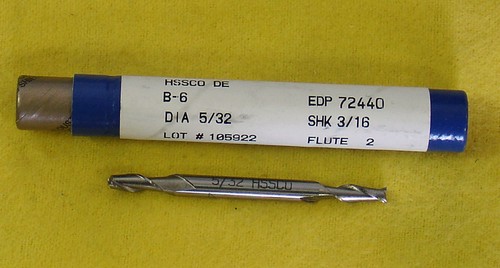 HSSCO DE
B-6
EDP 72440
DIA 5/32
SHK 3/16
LOT # 105922
FLUTE 2
5/32 HSSCO